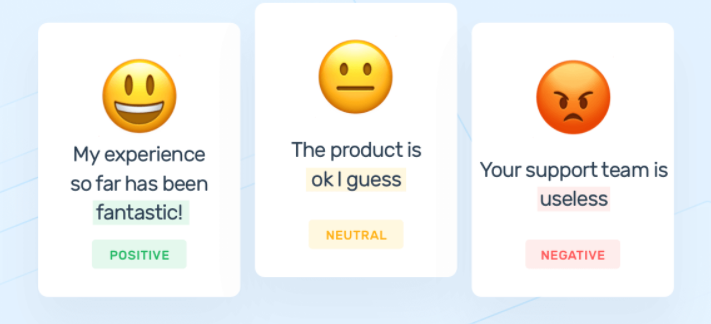 My experience
so far has been
fantastic!
POSITIVE
The product is
ok I guess
NEUTRAL
Your support team is
useless
NEGATIVE